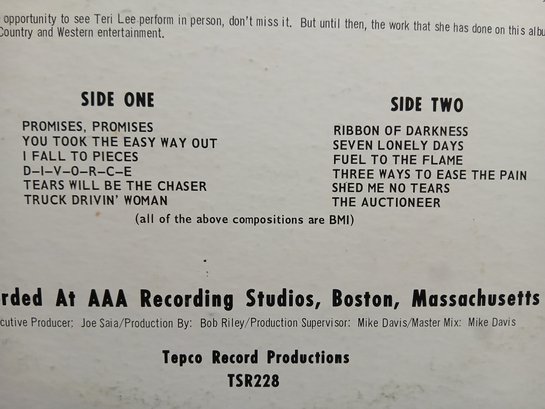 opportunity to see Teri Lee perform in person, don't miss it. But until then, the work that she has done on this albu
Country and Western entertainment.
SIDE ONE
PROMISES, PROMISES
YOU TOOK THE EASY WAY OUT
I FALL TO PIECES
D–I–V–O–R–C–E
TEARS WILL BE THE CHASER
TRUCK DRIVIN' WOMAN
SIDE TWO
RIBBON OF DARKNESS
SEVEN LONELY DAYS
FUEL TO THE FLAME
THREE WAYS TO EASE THE PAIN
SHED ME NO TEARS
THE AUCTIONEER
(all of the above compositions are BMI)
rded At AAA Recording Studios, Boston, Massachusetts
cutive Producer: Joe Saia/Production By: Bob Riley/Production Supervisor: Mike Davis/Master Mix: Mike Davis
Tepco Record Productions
TSR228